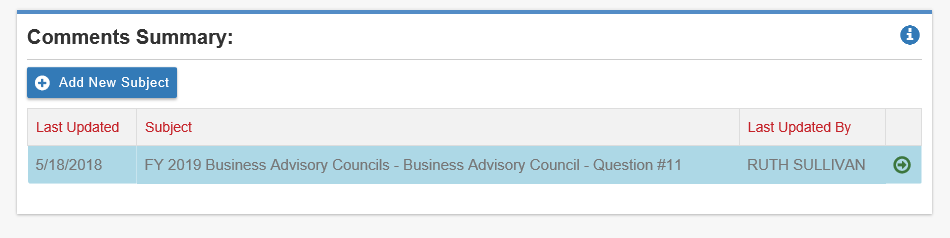 Comments Summary:
Add New Subject
Last Updated Subject Last Updated By
5/18/2018 FY 2019 Business Advisory Councils - Business Advisory Council - Question #11 RUTH SULLIVAN